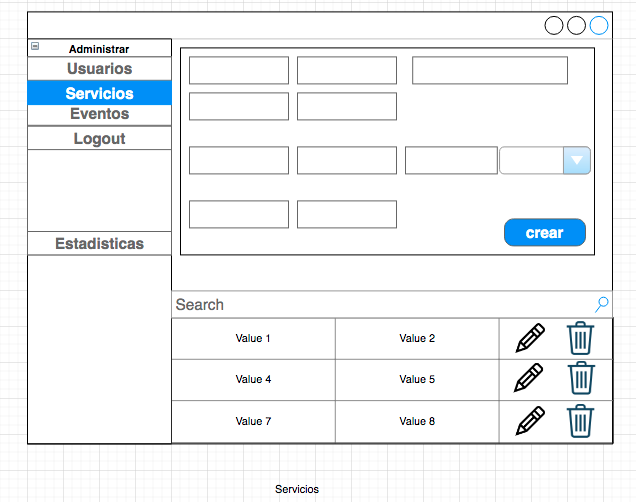 Administrar
Usuarios
Servicios
Eventos
Logout
Estadisticas
crear
Search
Value 1 Value 2
Value 4 Value 5
Value 7 Value 8
Servicios